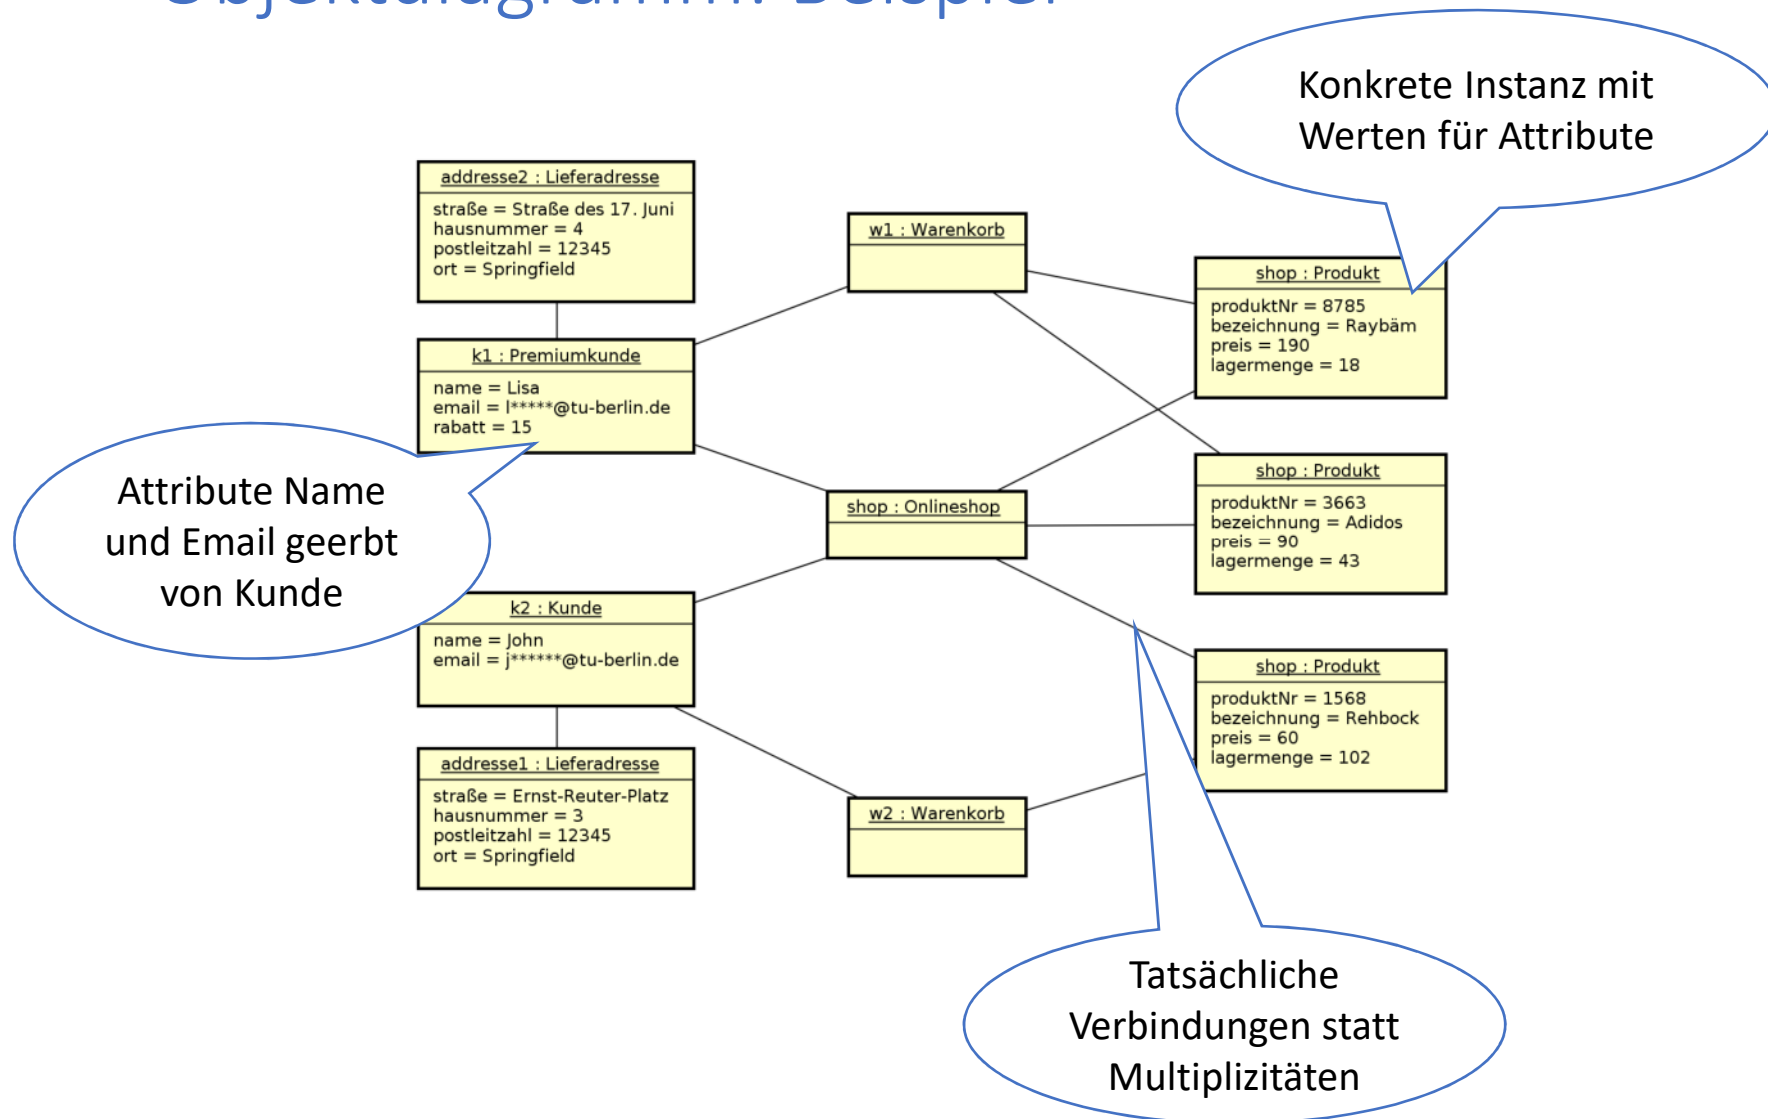 Objektdiagramm: Beispiel
Konkrete Instanz mit
Werten für Attribute
addresse2 : Lieferadresse
straße = Straße des 17. Juni
hausnummer = 4
postleitzahl = 12345
ort = Springfield
w1 : Warenkorb
shop : Produkt
produktNr = 8785
bezeichnung = Raybäm
preis = 190
lagermenge = 18
k1 : Premiumkunde
name = Lisa
email = l*****@tu-berlin.de
rabatt = 15
Attribute Name
und Email geerbt
von Kunde
shop : Onlineshop
shop : Produkt
produktNr = 3663
bezeichnung = Adidos
preis = 90
lagermenge = 43
k2 : Kunde
name = John
email = j******@tu-berlin.de
shop : Produkt
produktNr = 1568
bezeichnung = Rehbock
preis = 60
lagermenge = 102
addresse1 : Lieferadresse
straße = Ernst-Reuter-Platz
hausnummer = 3
postleitzahl = 12345
ort = Springfield
w2 : Warenkorb
Tatsächliche
Verbindungen statt
Multiplizitäten